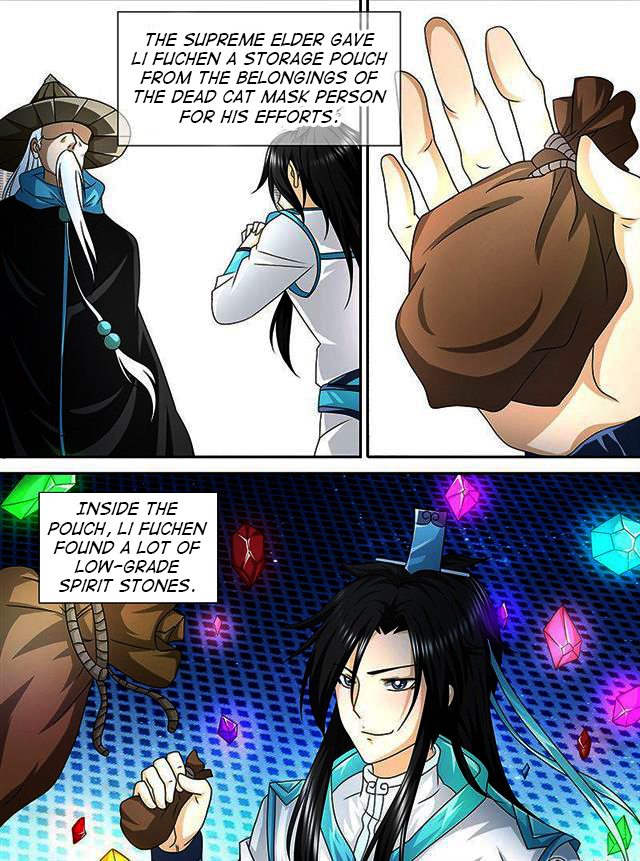 THE SUPREME ELDER GAVE
LI FUCHEN A STORAGE POUCH
FROM THE BELONGINGS OF
THE DEAD CAT MASK PERSON
FOR HIS EFFORTS.
INSIDE THE
POUCH, LI FUCHEN
FOUND A LOT OF
LOW-GRADE
SPIRIT STONES.